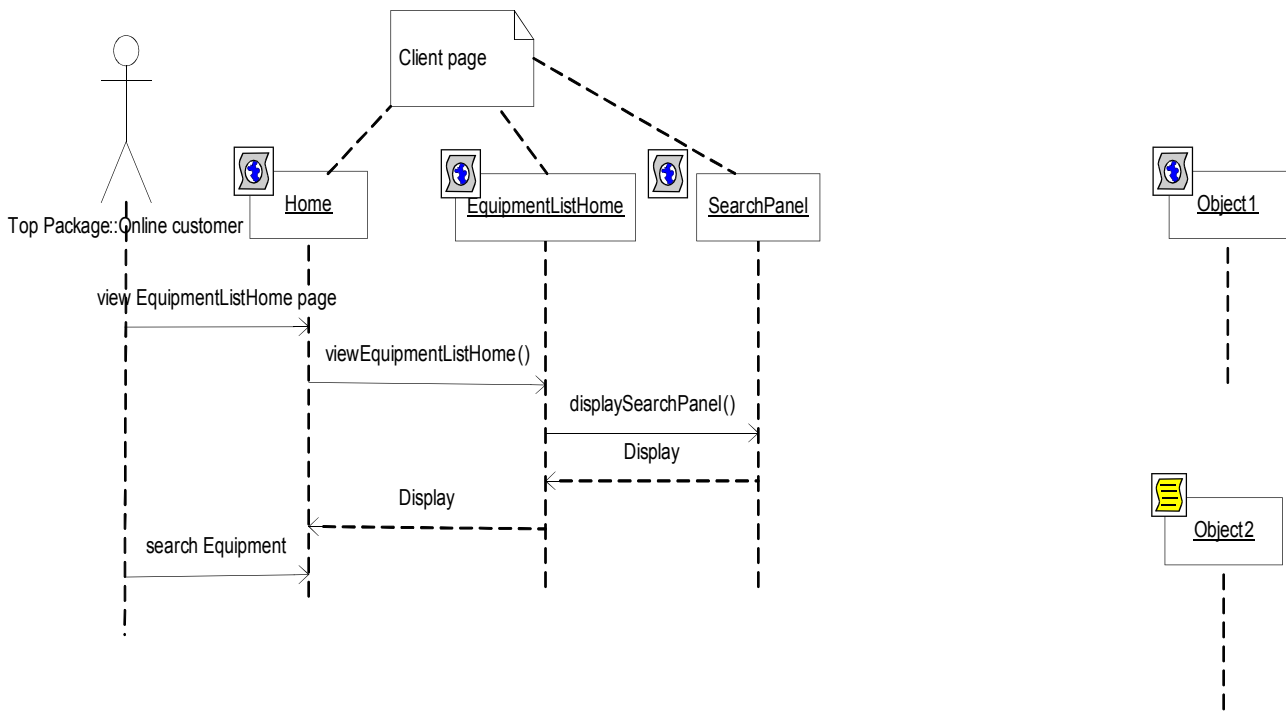 Client page
Home
EquipmentListHome
SearchPanel
Object1
Top Package::Online customer
view EquipmentListHome page
viewEquipmentListHome()
displaySearchPanel()
Display
Display
Object2
search Equipment